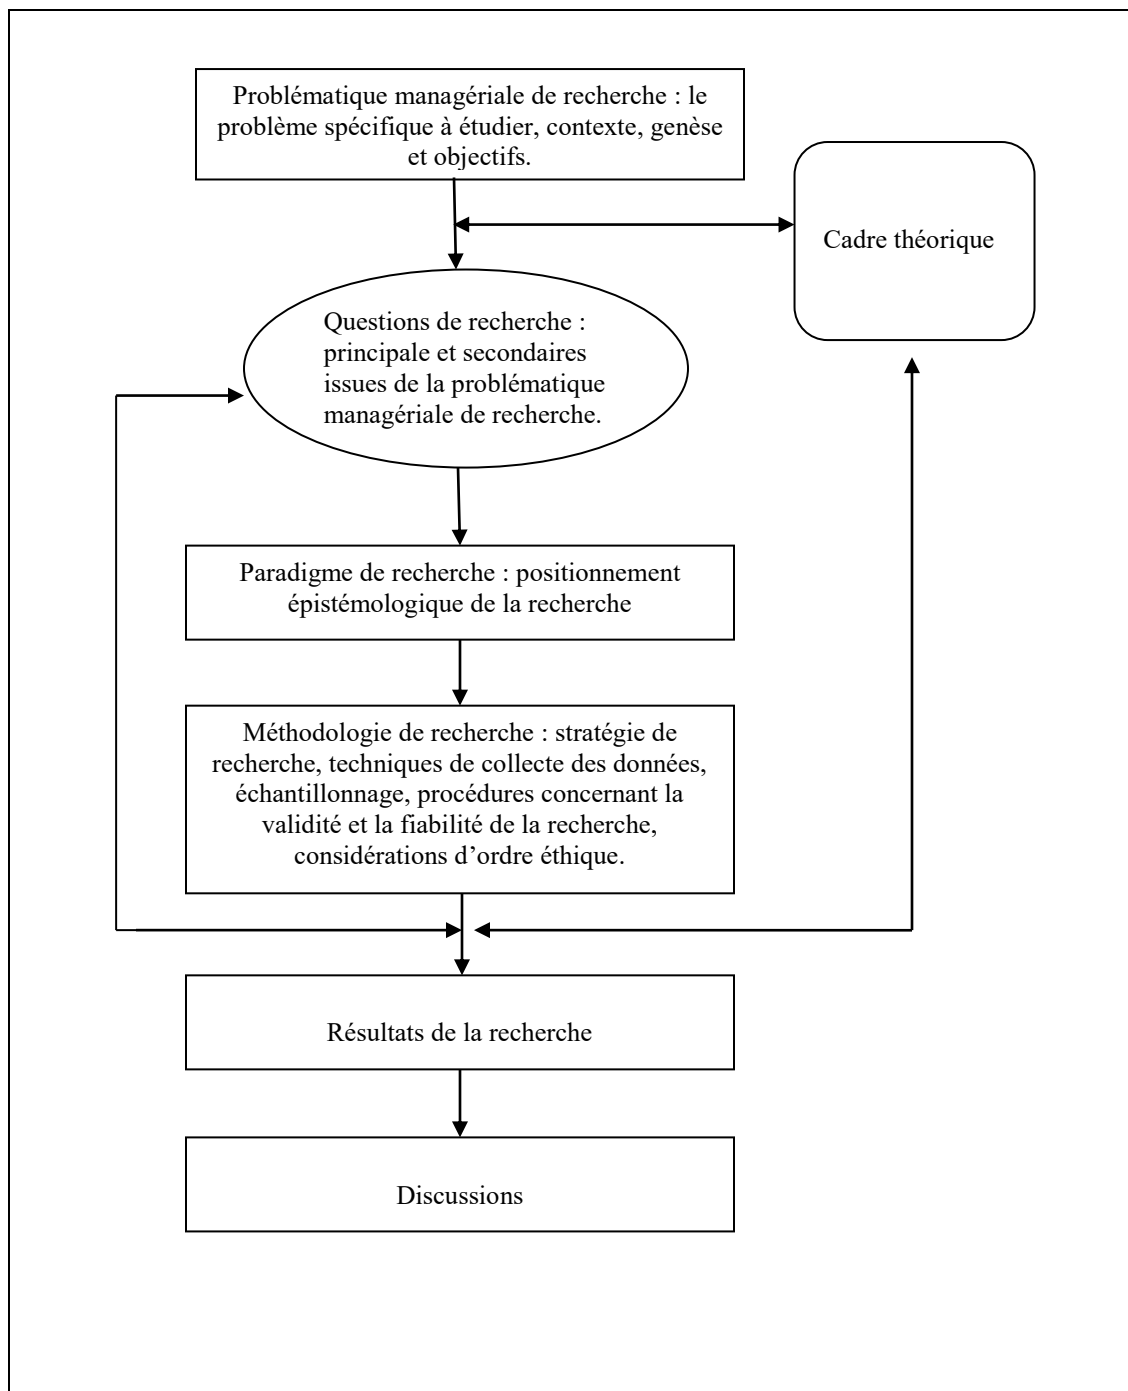 Problématique managériale de recherche : le
problème spécifique à étudier, contexte, genèse
et objectifs.
Cadre théorique
Questions de recherche :
principale et secondaires
issues de la problématique
managériale de recherche.
Paradigme de recherche : positionnement
épistémologique de la recherche
Méthodologie de recherche : stratégie de
recherche, techniques de collecte des données,
échantillonnage, procédures concernant la
validité et la fiabilité de la recherche,
considérations d’ordre éthique.
Résultats de la recherche
Discussions